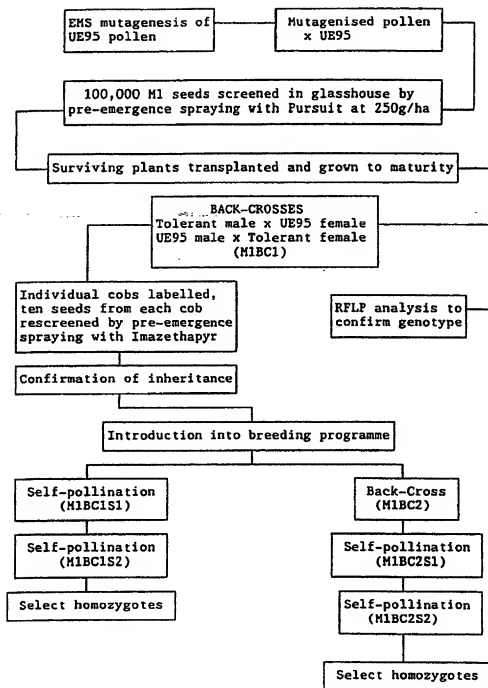 EMS mutagenesis of
UE95 pollen
Mutagenised pollen
x UE95
100,000 M1 seeds screened in glasshouse by
pre-emergence spraying with Pursuit at 250g/ha
Surviving plants transplanted and grown to maturity
BACK-CROSSES
Tolerant male x UE95 female
UE95 male x Tolerant female
(M1BC1)
Individual cobs labelled,
ten seeds from each cob
rescreened by pre-emergence
spraying with Imazethapyr
RFLP analysis to
confirm genotype
Confirmation of inheritance
Introduction into breeding programme
Self-pollination
(M1BC1S1)
Back-Cross
(M1BC2)
Self-pollination
(M1BC1S2)
Self-pollination
(M1BC2S1)
Select homozygotes
Self-pollination
(M1BC2S2)
Select homozygotes